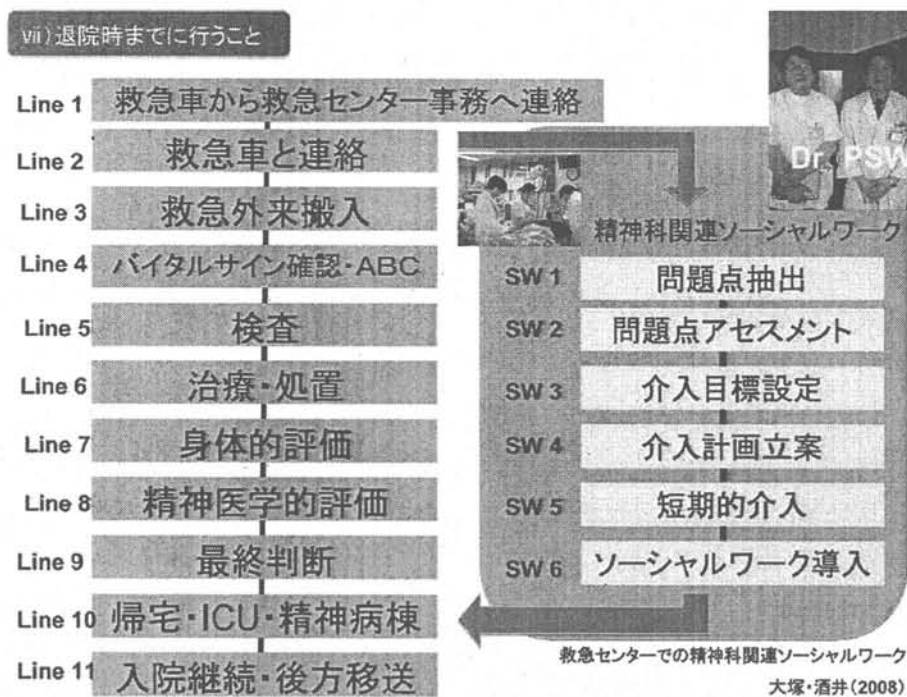 vii)退院時までに行うこと
Line 1 救急車から救急センター事務へ連絡
Line 2 救急車と連絡
Line 3 救急外来搬入
Line 4 バイタルサイン確認・ABC
Line 5 検査
Line 6 治療・処置
Line 7 身体的評価
Line 8 精神医学的評価
Line 9 最終判断
Line 10 帰宅・ICU・精神病棟
Line 11 入院継続・後方移送
Dr. PSW
精神科関連ソーシャルワーク
SW 1 問題点抽出
SW 2 問題点アセスメント
SW 3 介入目標設定
SW 4 介入計画立案
SW 5 短期的介入
SW 6 ソーシャルワーク導入
救急センターでの精神科関連ソーシャルワーク
大塚・酒井(2008)